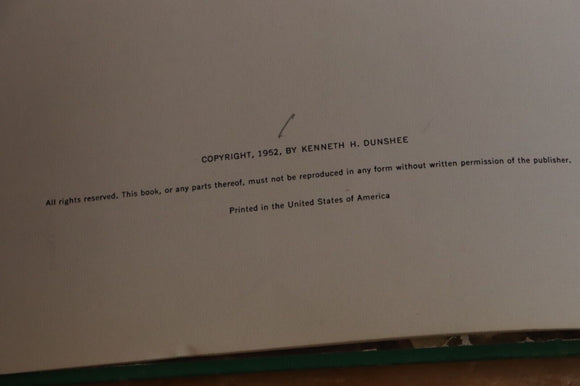 COPYRIGHT, 1952, BY KENNETH H. DUNSHEE
All rights reserved. This book, or any parts thereof, must not be reproduced in any form without written permission of the publisher.
Printed in the United States of America